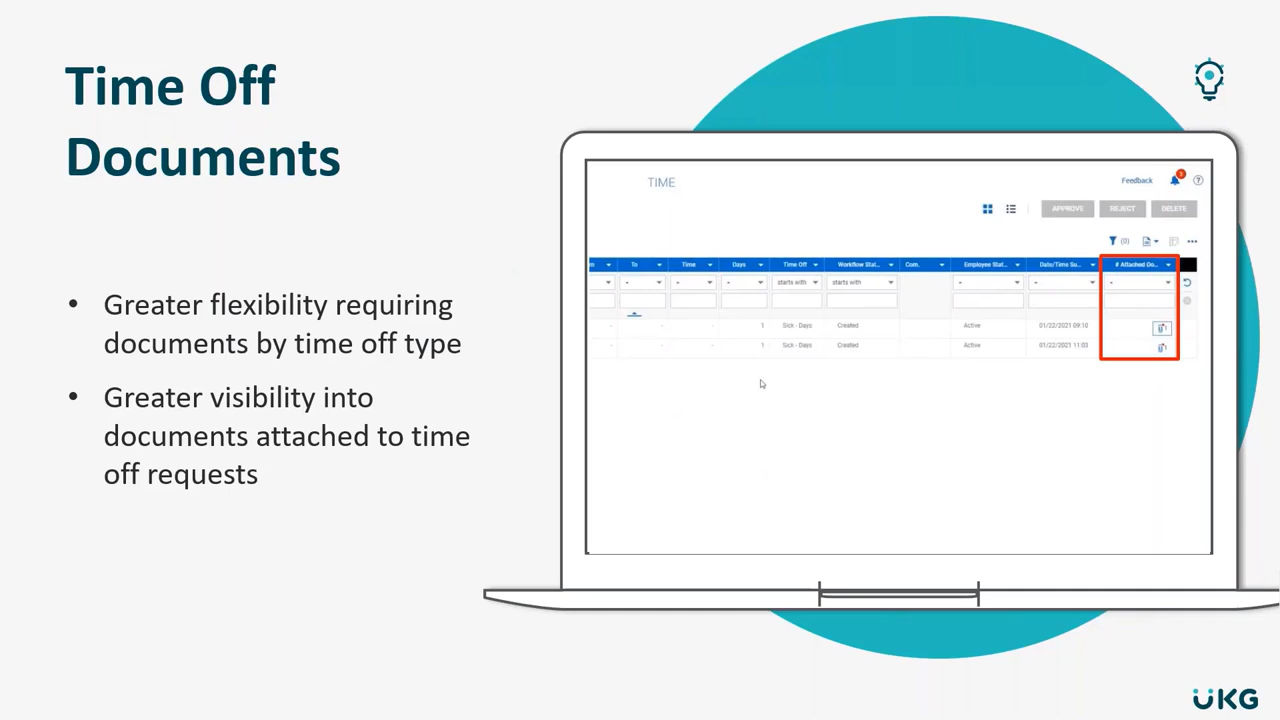 Time Off
Documents
• Greater flexibility requiring
documents by time off type
• Greater visibility into
documents attached to time
off requests
TIME
Feedback
?
APPROVE REJECT DELETE
(0)
To Time Days Time Off Workflow Stat... Com. Employee Stat... Date/Time Su... # Attached Do...
= = = starts with starts with = = =
- - 1 Sick - Days Created Active 01/22/2021 09:10
- - 1 Sick - Days Created Active 01/22/2021 11:03
UKG